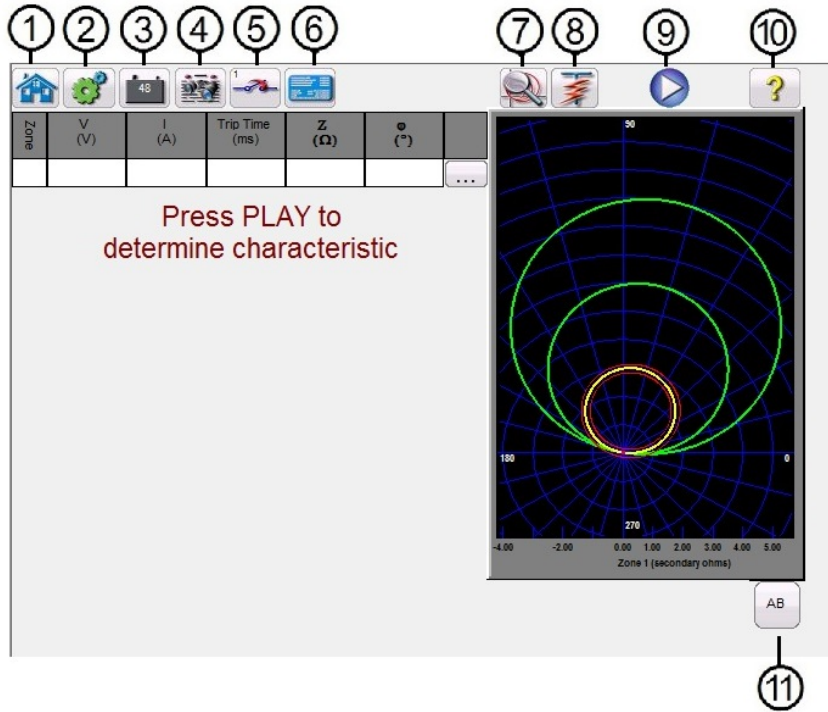 1 2 3 4 5 6 7 8 9 10
48
1
?
Zone V (V) I (A) Trip Time (ms) Z (Ω) φ (°)
...
Press PLAY to
determine characteristic
90
180 0
270
-4.00 -2.00 0.00 1.00 2.00 3.00 4.00 5.00
Zone 1 (secondary ohms)
AB
11